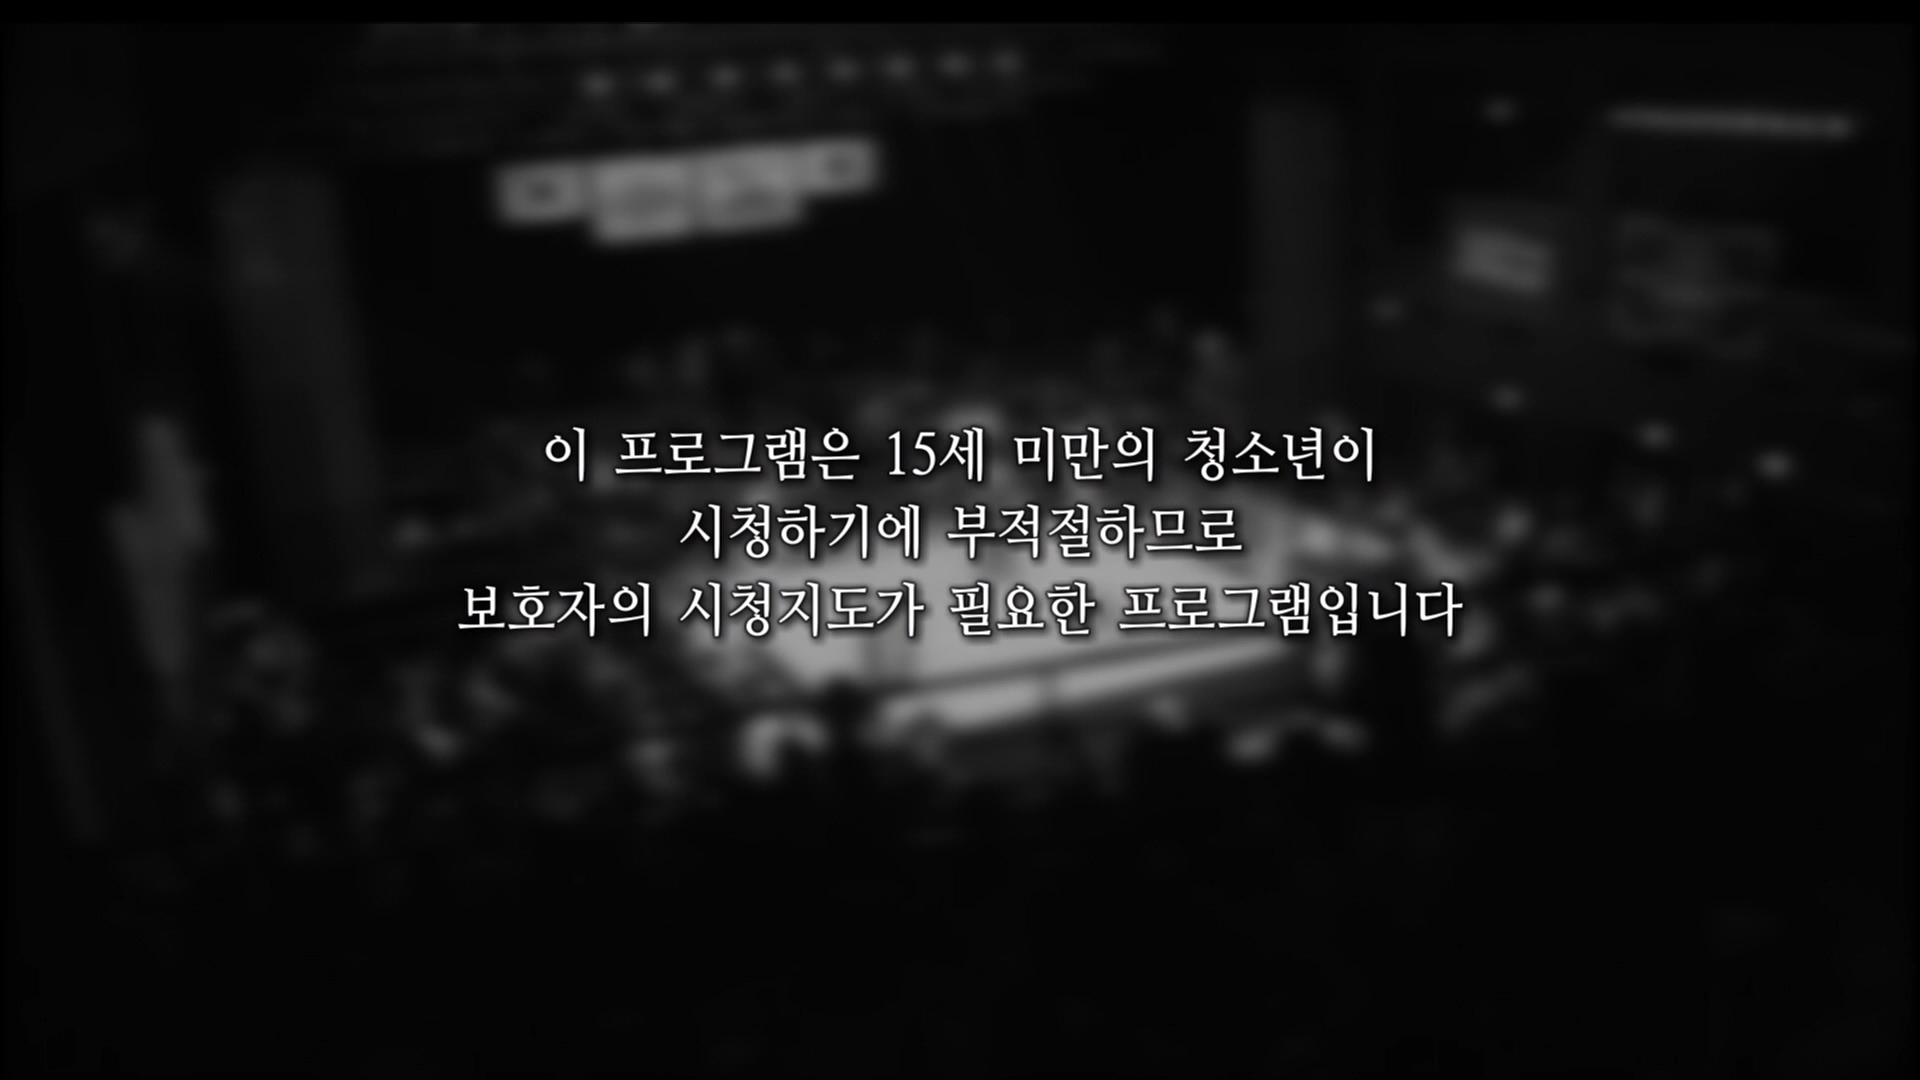 이 프로그램은 15세 미만의 청소년이
시청하기에 부적절하므로
보호자의 시청지도가 필요한 프로그램입니다